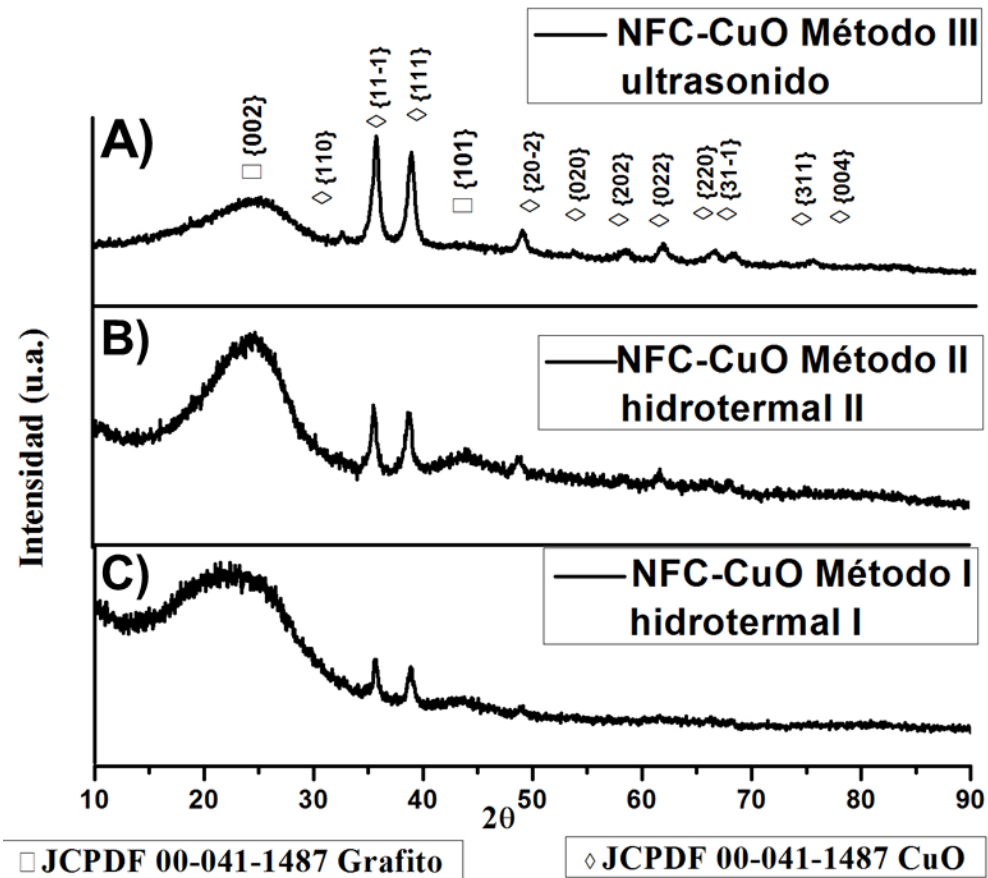 NFC-CuO Método III
ultrasonido
A)
□ {002}
◇ {110}
◇ {11-1}
◇ {111}
□ {101}
◇ {20-2}
◇ {020}
◇ {202}
◇ {022}
◇ {220}
◇ {31-1}
◇ {311}
◇ {004}
B)
NFC-CuO Método II
hidrotermal II
Intensidad (u.a.)
C)
NFC-CuO Método I
hidrotermal I
10 20 30 40 50 60 70 80 90
2θ
□ JCPDF 00-041-1487 Grafito
◇ JCPDF 00-041-1487 CuO